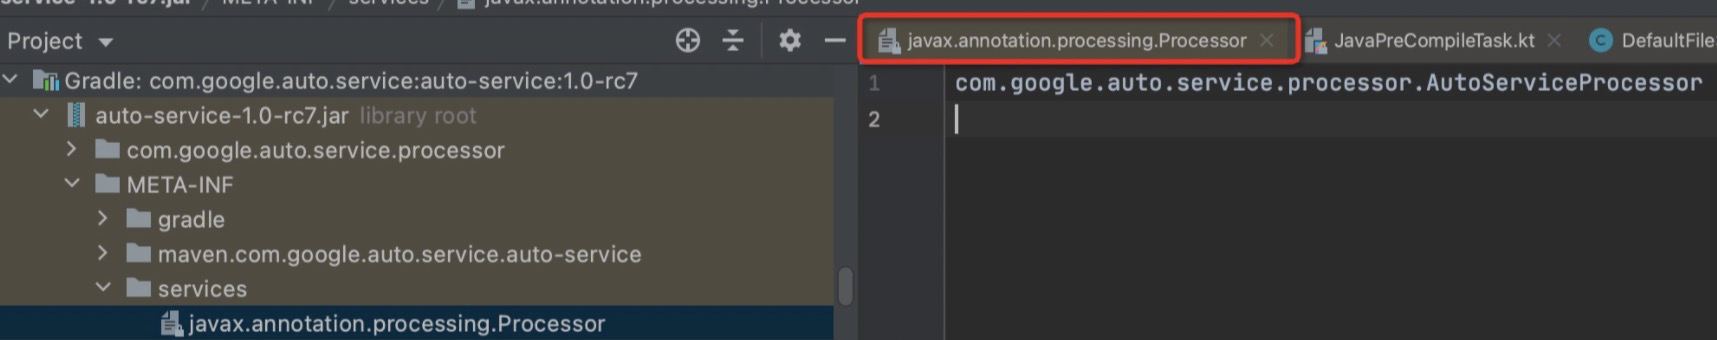 service-1.0-rc7.jar / META-INF / services / javax.annotation.processing.Processor
Project
Gradle: com.google.auto.service:auto-service:1.0-rc7
auto-service-1.0-rc7.jar library root
com.google.auto.service.processor
META-INF
gradle
maven.com.google.auto.service.auto-service
services
javax.annotation.processing.Processor
javax.annotation.processing.Processor
JavaPreCompileTask.kt
C DefaultFile
1 com.google.auto.service.processor.AutoServiceProcessor
2